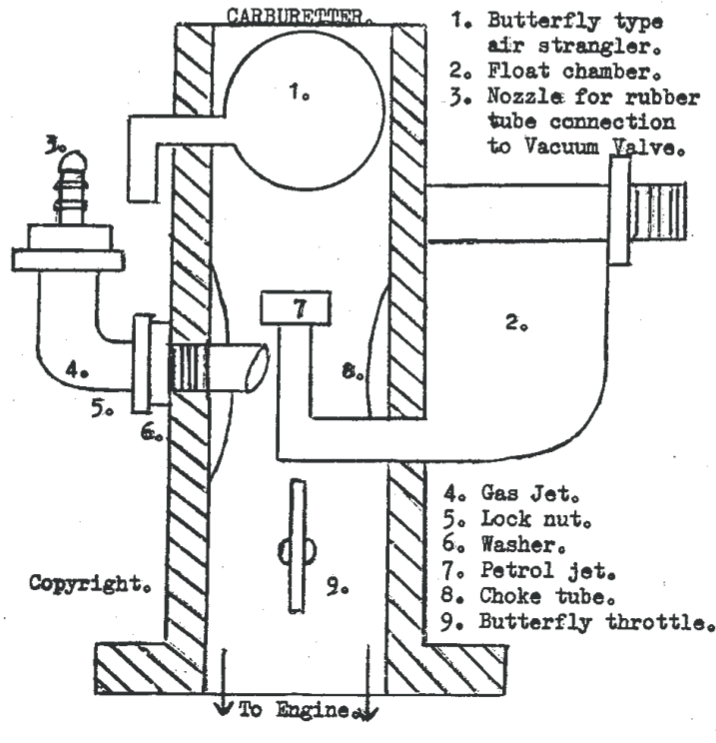 CARBURETTER.
1. Butterfly type
air strangler.
2. Float chamber.
3. Nozzle for rubber
tube connection
to Vacuum Valve.
1.
3.
7
2.
8.
4.
5.
6.
4. Gas Jet.
5. Lock nut.
6. Washer.
7. Petrol jet.
8. Choke tube.
9. Butterfly throttle.
Copyright.
9.
To Engine.